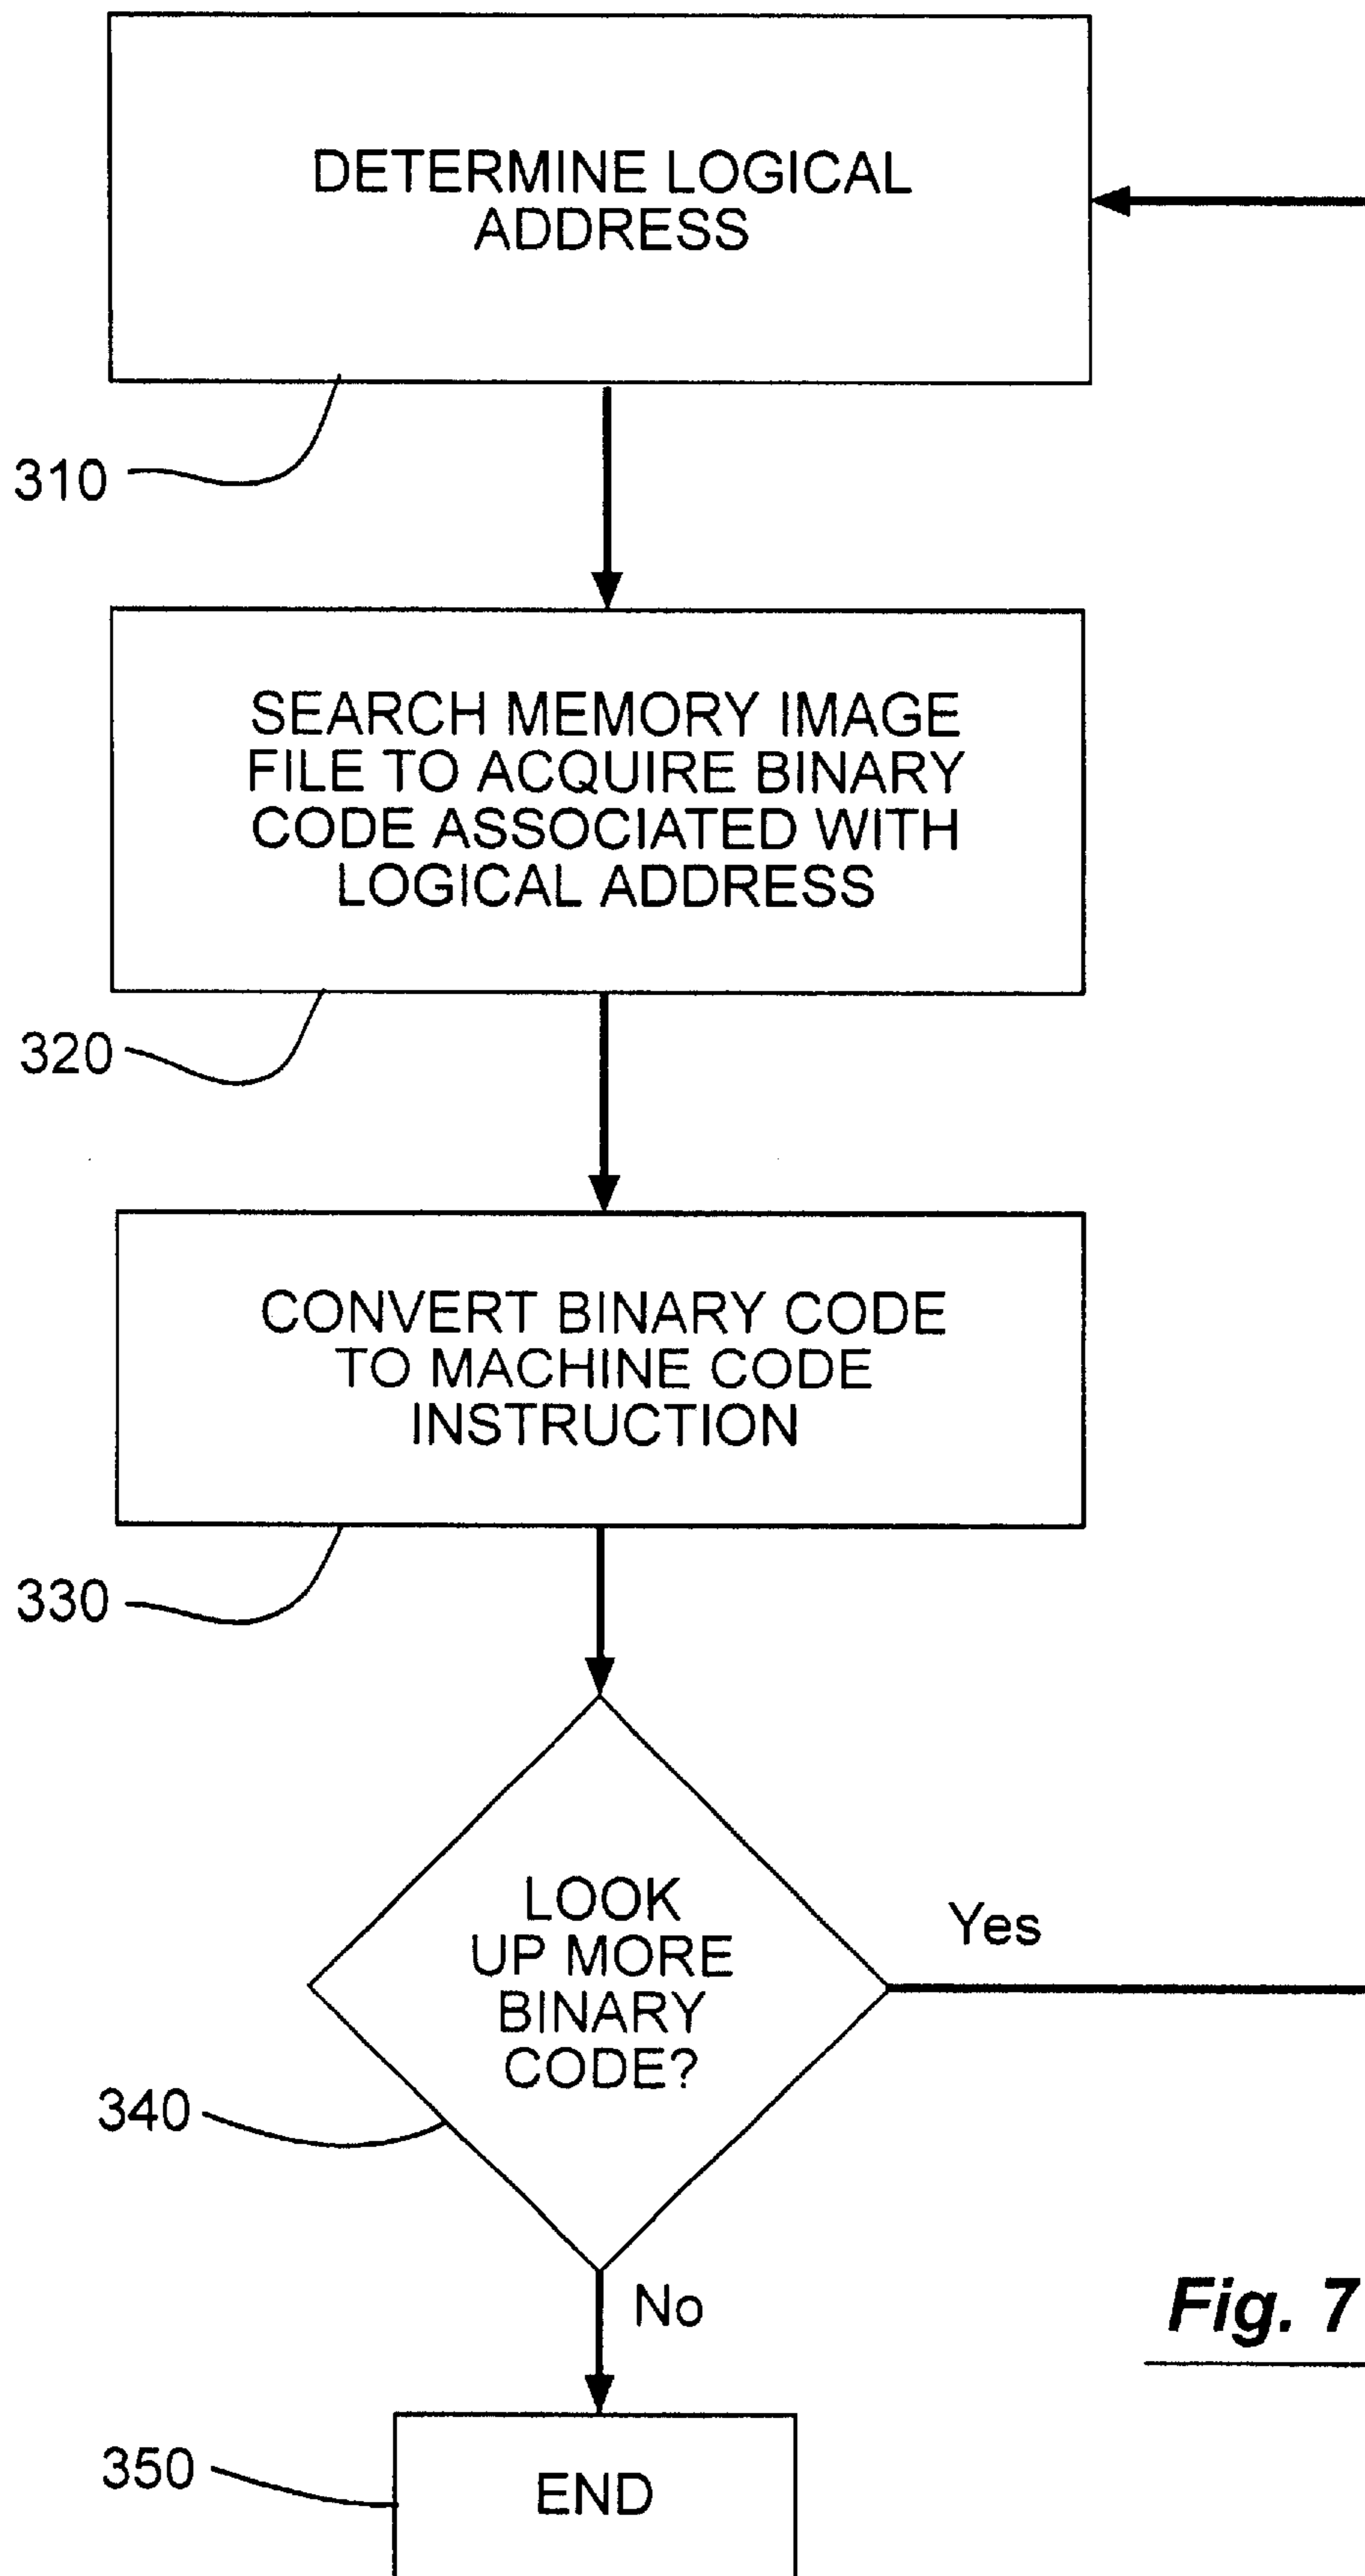 DETERMINE LOGICAL
ADDRESS
310
SEARCH MEMORY IMAGE
FILE TO ACQUIRE BINARY
CODE ASSOCIATED WITH
LOGICAL ADDRESS
320
CONVERT BINARY CODE
TO MACHINE CODE
INSTRUCTION
330
LOOK
UP MORE
BINARY
CODE?
Yes
340
No
Fig. 7
350
END